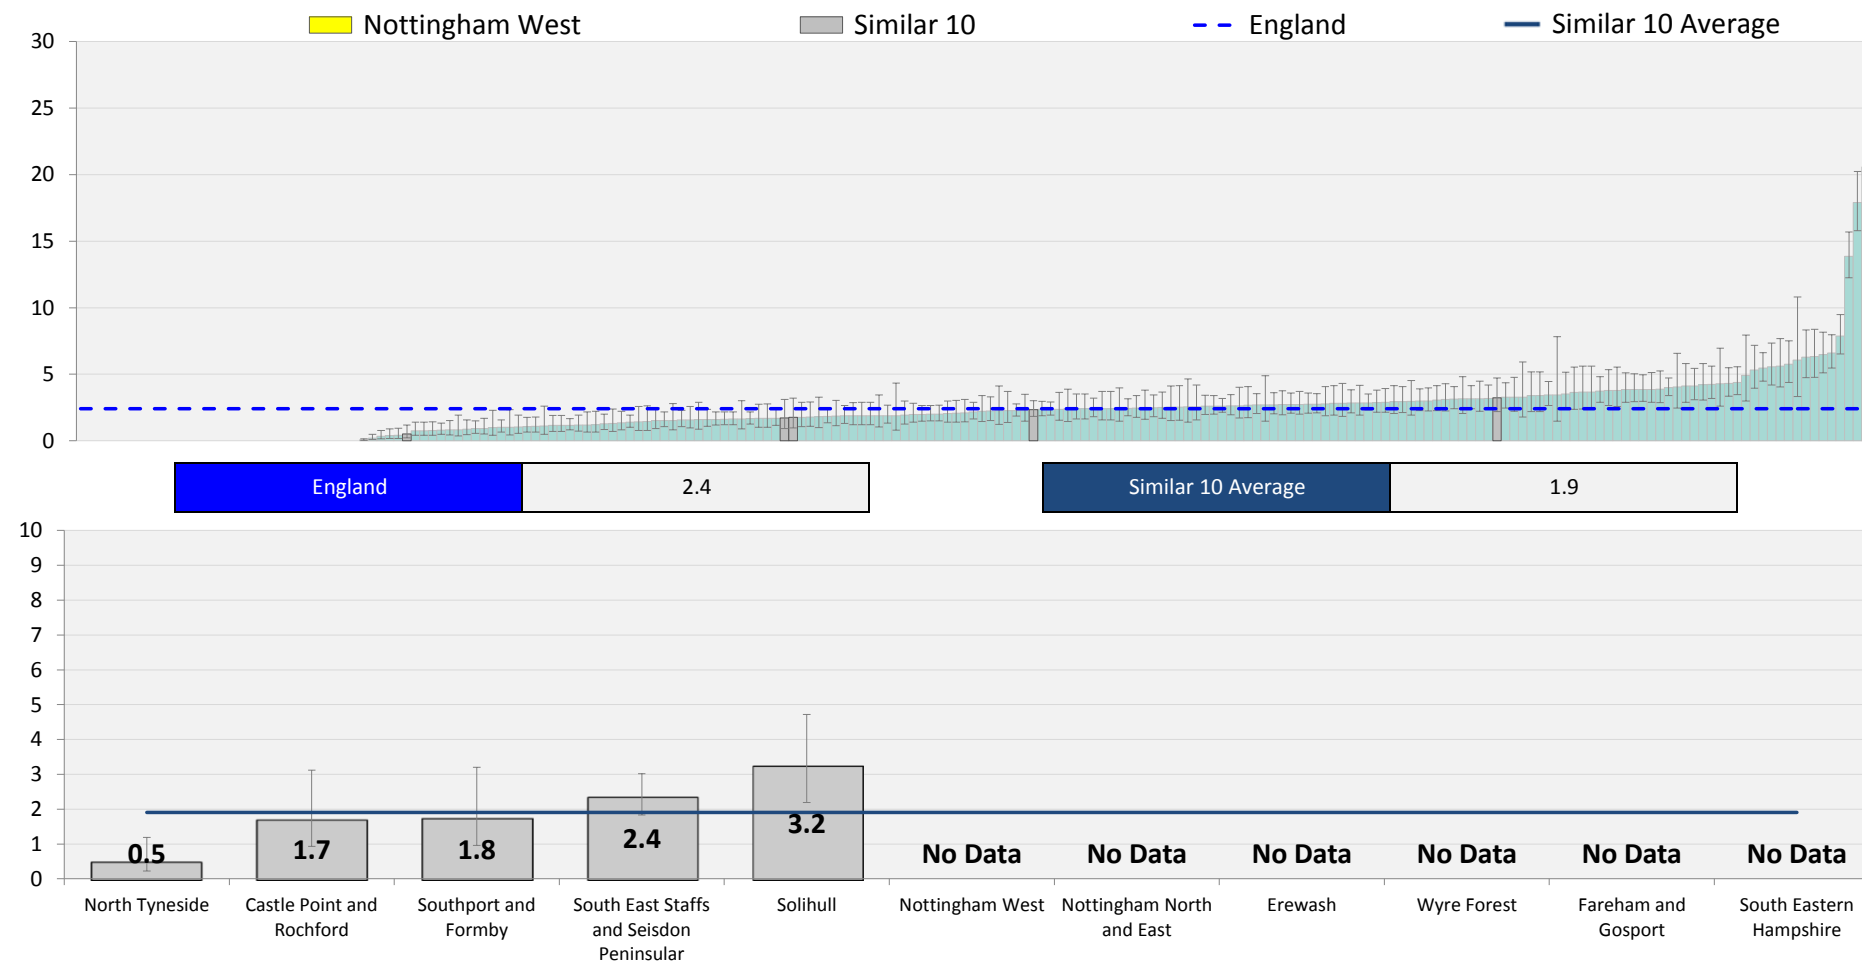 Nottingham West
Similar 10
England
Similar 10 Average
30
25
20
15
10
5
0
England
2.4
Similar 10 Average
1.9
10
9
8
7
6
5
4
3
2
1
0
0.5
1.7
1.8
2.4
3.2
No Data
No Data
No Data
No Data
No Data
No Data
North Tyneside
Castle Point and
Rochford
Southport and
Formby
South East Staffs
and Seisdon
Peninsular
Solihull
Nottingham West
Nottingham North
and East
Erewash
Wyre Forest
Fareham and
Gosport
South Eastern
Hampshire